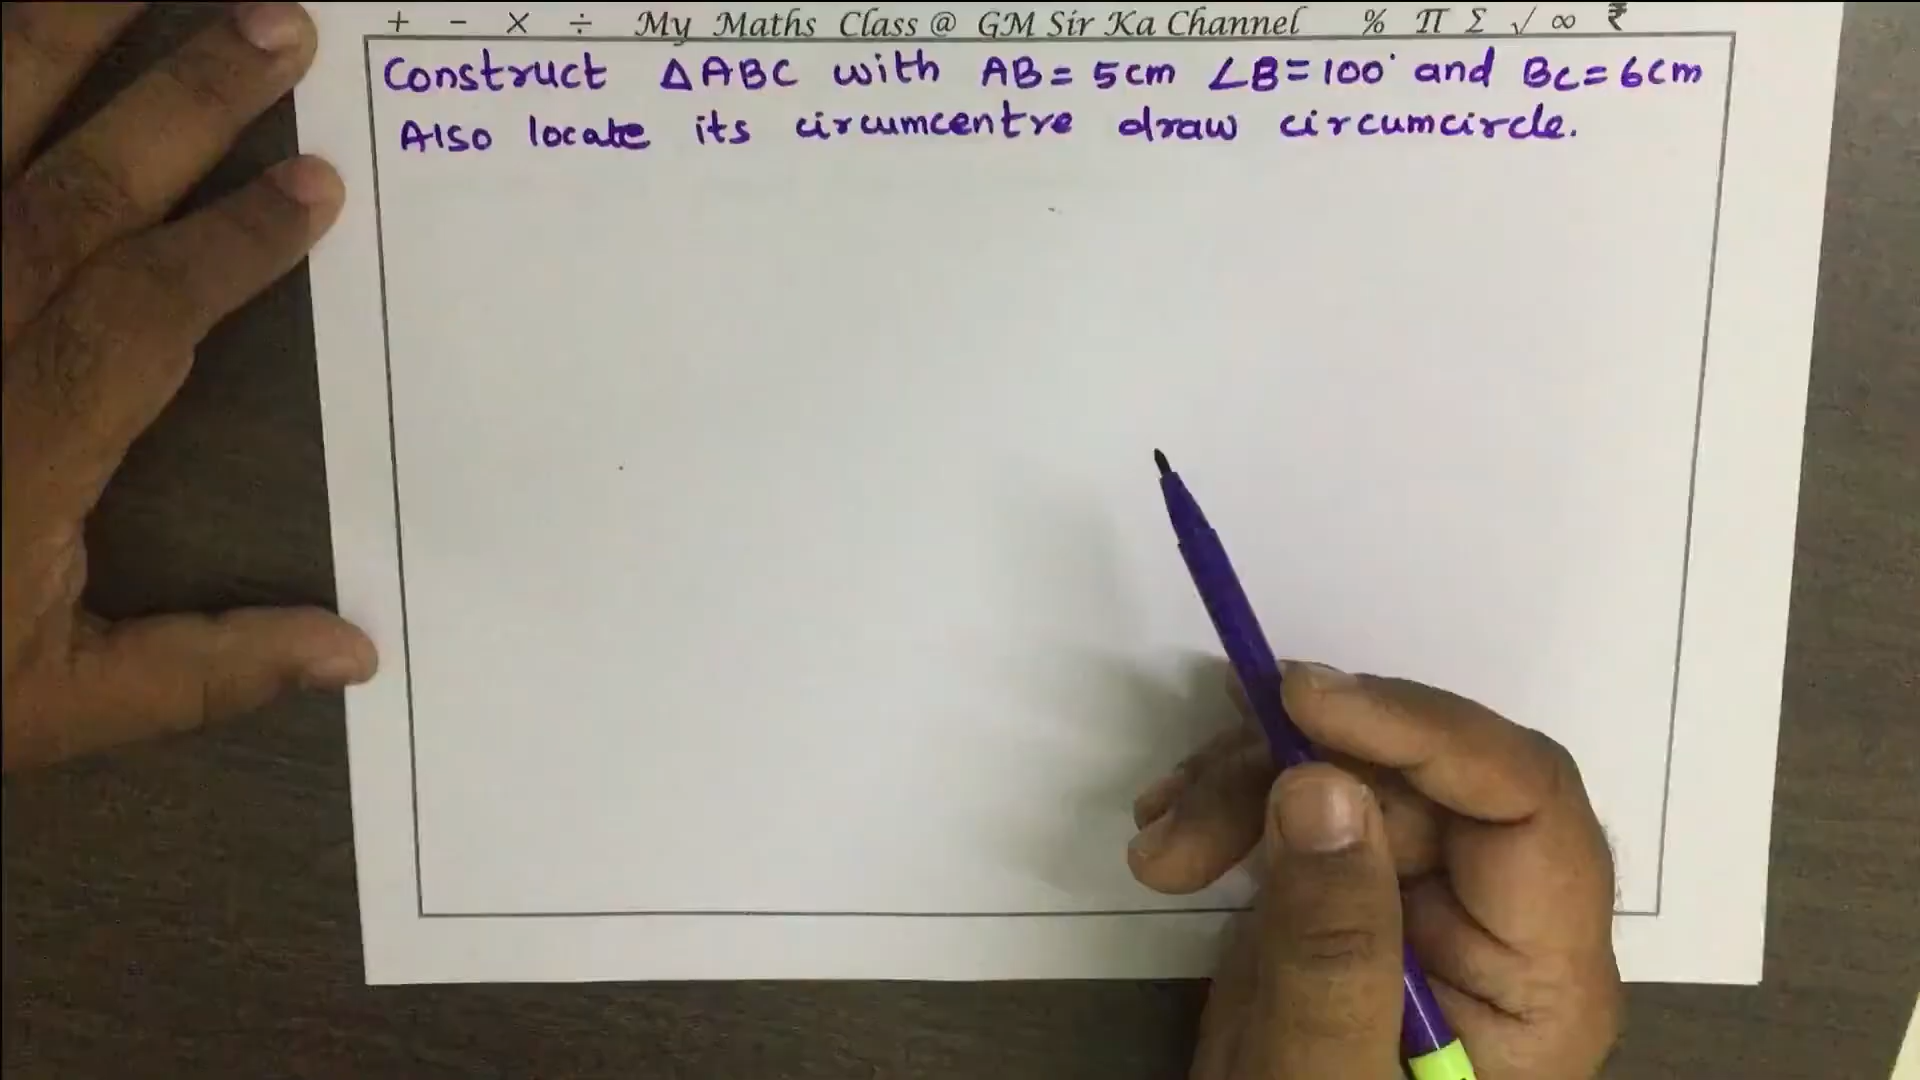 + - × ÷ My Maths Class @ GM Sir Ka Channel % Π Σ √ ∞ ₹
Construct △ABC with AB = 5cm ∠B = 100° and BC = 6cm
Also locate its circumcentre draw circumcircle.